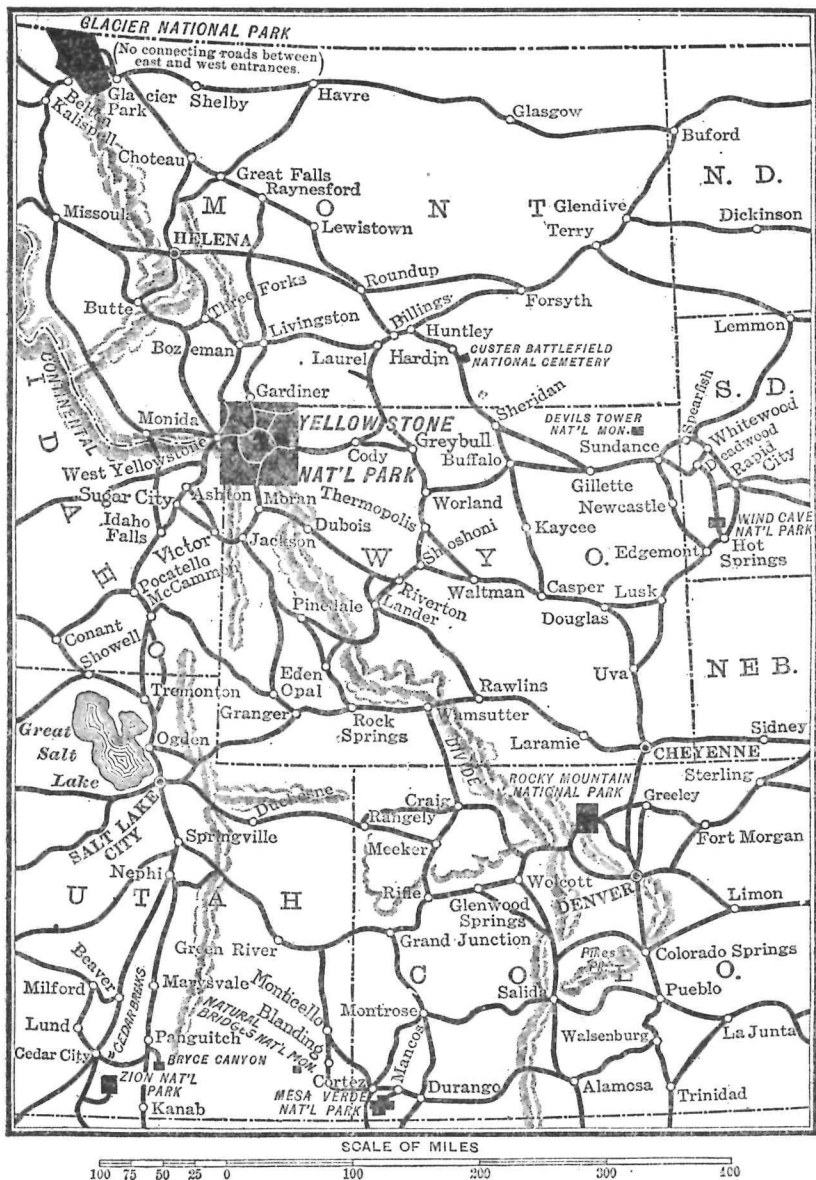 GLACIER NATIONAL PARK
(No connecting roads between
east and west entrances.)
Belton
Kalispell
Glacier
Park
Shelby
Havre
Glasgow
Buford
Choteau
Great Falls
Raynesford
Lewistown
N. D.
Missoula
M O N T
Glendive
Terry
Dickinson
HELENA
Roundup
Forsyth
Butte
Three Forks
Livingston
Billings
Huntley
Lemmon
Bozeman
Laurel
Hardin
CUSTER BATTLEFIELD
NATIONAL CEMETERY
CONTINENTAL
Gardiner
Sheridan
S. D.
I D A H O
Monida
YELLOWSTONE
NAT'L PARK
DEVILS TOWER
NAT'L MON.
Spearfish
Whitewood
Deadwood
Rapid
City
West Yellowstone
Cody
Greybull
Buffalo
Sundance
Gillette
Sugar City
Ashton
Moran
Thermopolis
Worland
Newcastle
WIND CAVE
NAT'L PARK
Idaho
Falls
Victor
Jackson
Dubois
Kaycee
Edgemont
Hot
Springs
W Y O.
Shoshoni
Pocatello
McCammon
Pinedale
Riverton
Lander
Waltman
Casper
Douglas
Lusk
Conant
Showell
Eden
Opal
Uva
NEB.
Tremonton
Rawlins
Granger
Rock
Springs
Wamsutter
Laramie
CHEYENNE
Sidney
Great
Salt
Lake
Ogden
DIVIDE
ROCKY MOUNTAIN
NATIONAL PARK
Sterling
Greeley
SALT LAKE
CITY
Duchesne
Craig
Rangely
Meeker
Fort Morgan
Springville
Nephi
Rifle
Glenwood
Springs
Wolcott
DENVER
Limon
U T A H
Green River
Grand Junction
Pikes
Pk.
Colorado Springs
C O L O.
Beaver
Milford
Marysvale
CEDAR BREAKS
NATURAL
BRIDGES NAT'L MON.
Monticello
Blanding
Montrose
Salida
Pueblo
Lund
Panguitch
Walsenburg
La Junta
Cedar City
BRYCE CANYON
ZION NAT'L
PARK
Kanab
Cortez
Mancos
MESA VERDE
NAT'L PARK
Durango
Alamosa
Trinidad
SCALE OF MILES
100 75 50 25 0 100 200 300 400